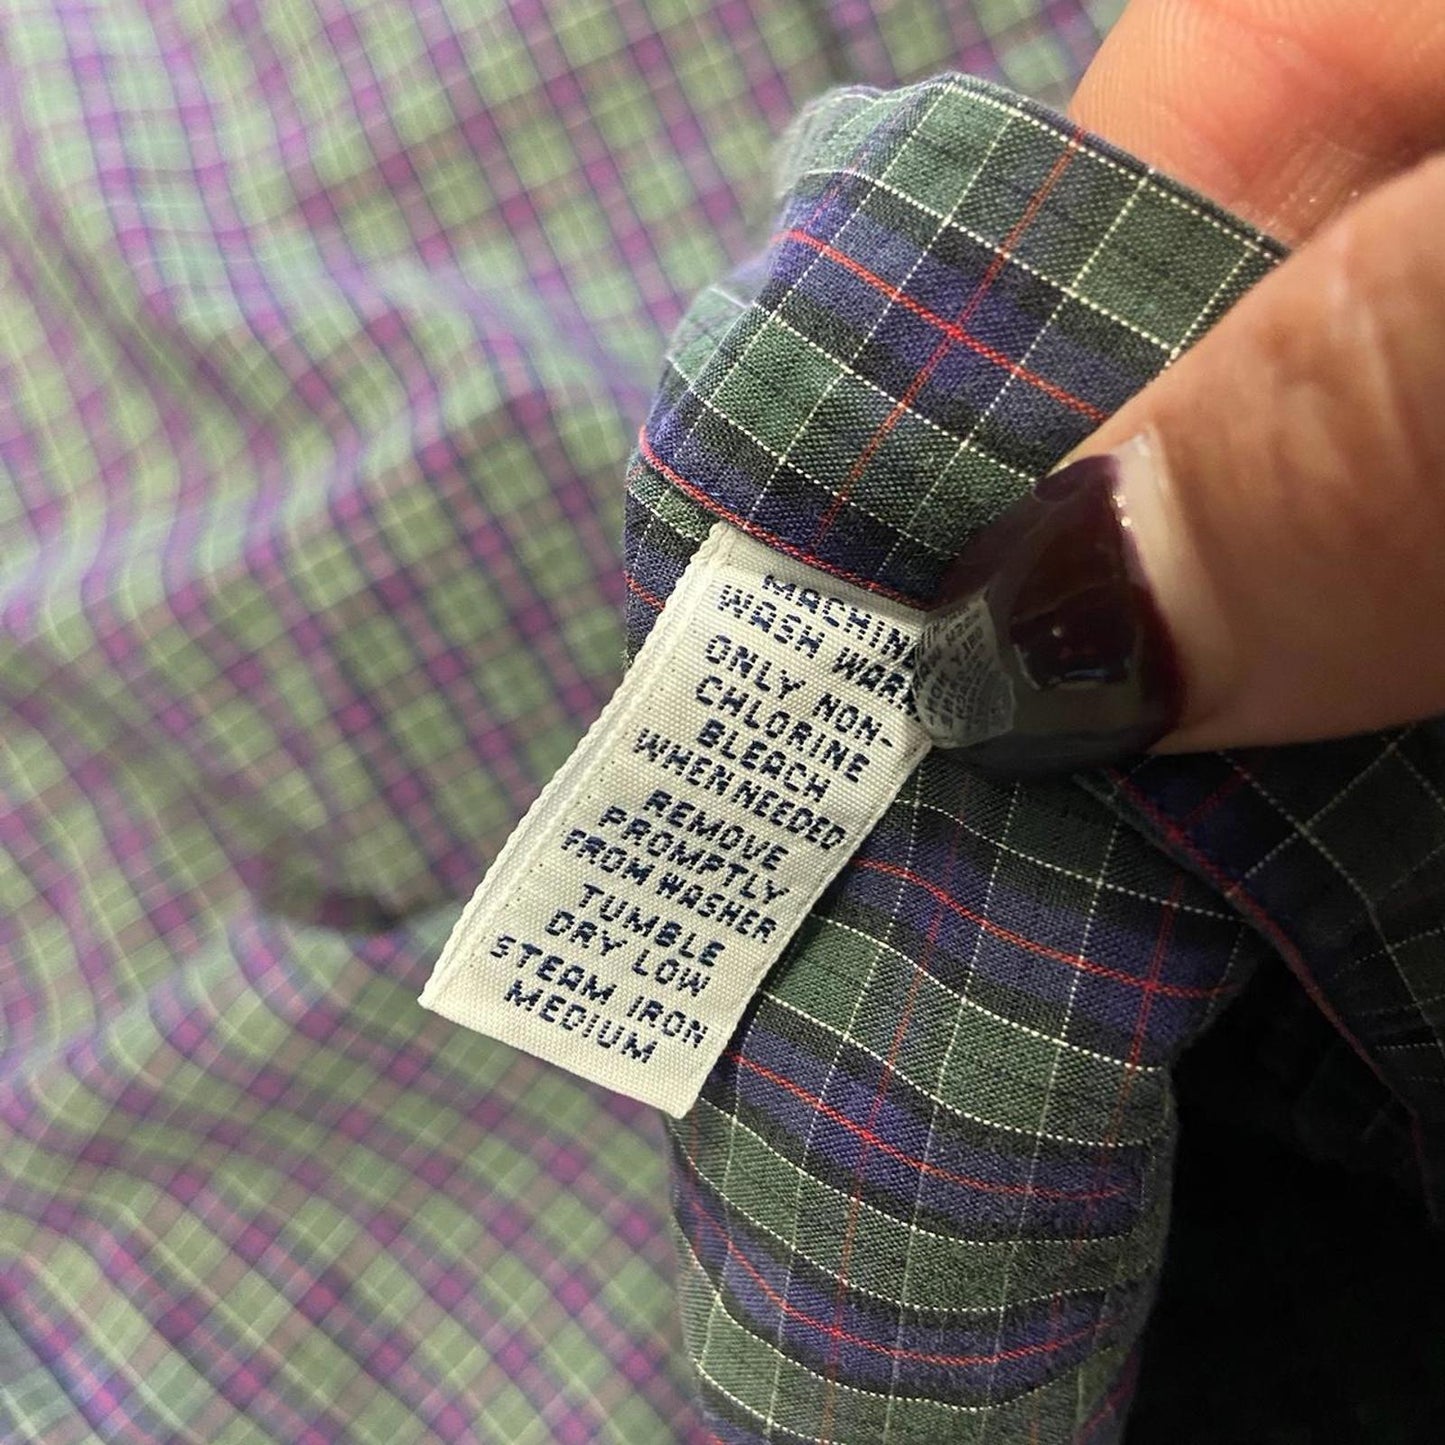 MACHINE
WASH WARM
ONLY NON-
CHLORINE
BLEACH
WHEN NEEDED
REMOVE
PROMPTLY
FROM WASHER
TUMBLE
DRY LOW
STEAM IRON
MEDIUM